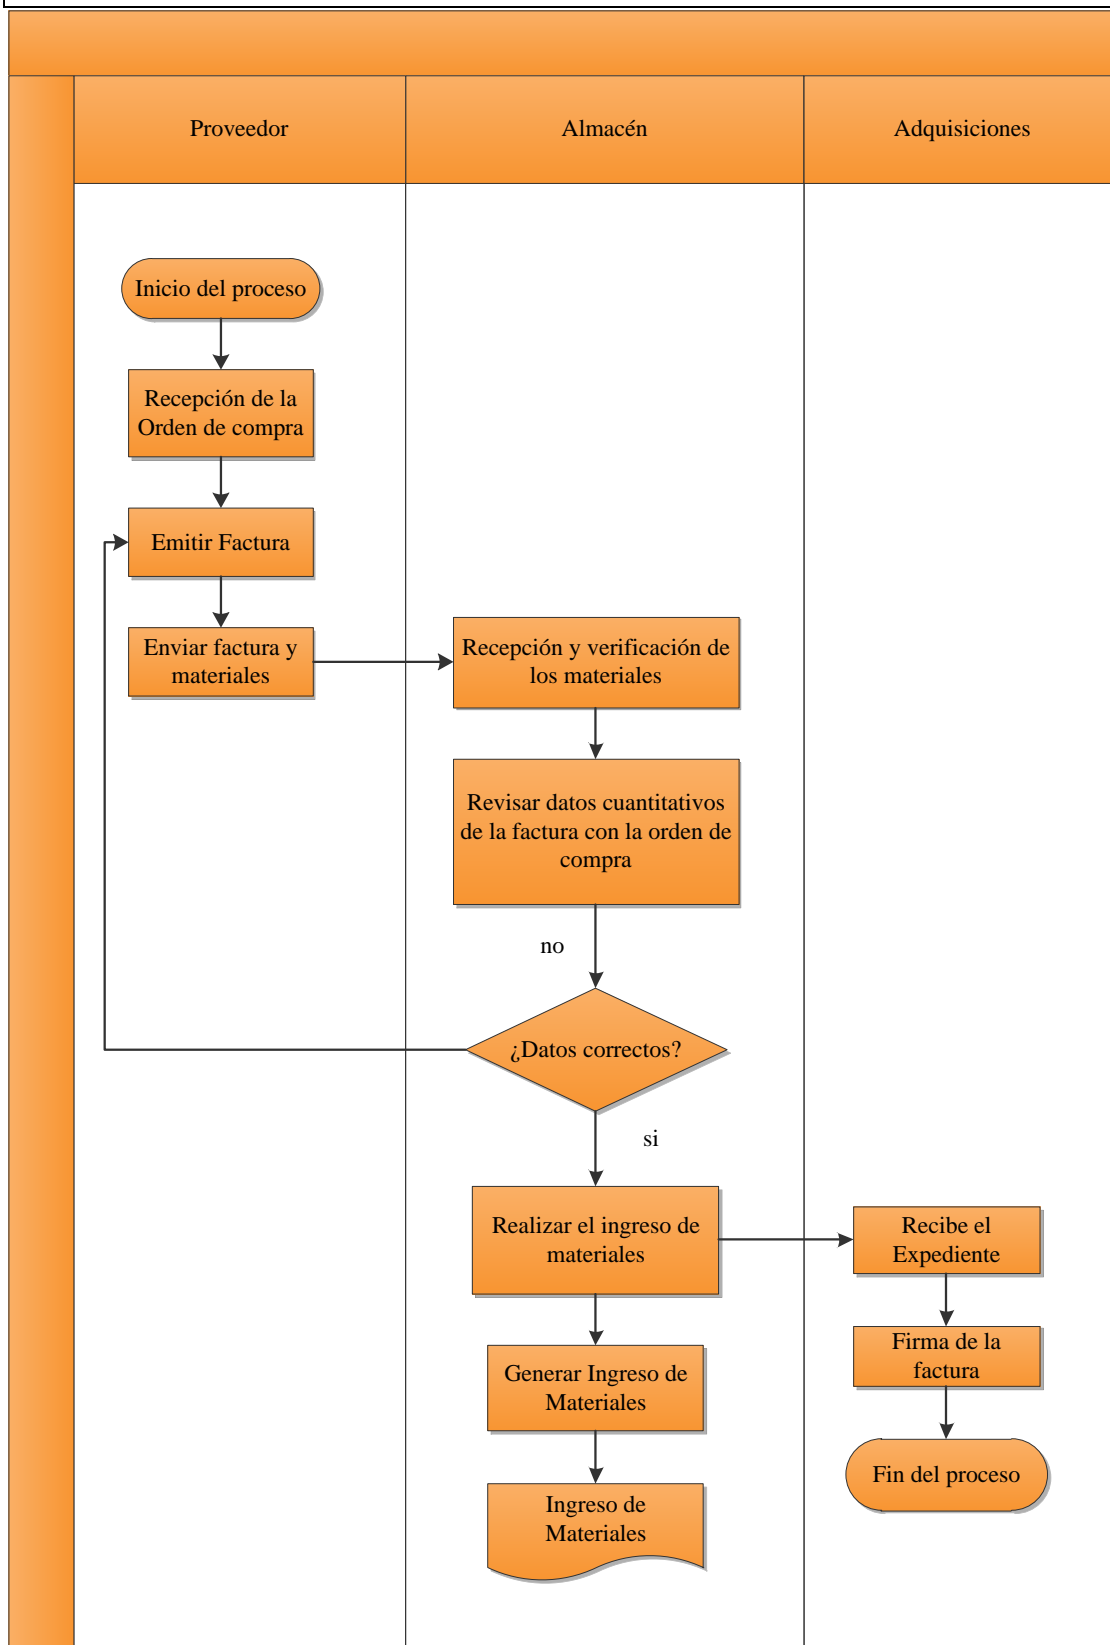 Proveedor
Almacén
Adquisiciones
Inicio del proceso
Recepción de la
Orden de compra
Emitir Factura
Enviar factura y
materiales
Recepción y verificación de
los materiales
Revisar datos cuantitativos
de la factura con la orden de
compra
no
¿Datos correctos?
si
Realizar el ingreso de
materiales
Recibe el
Expediente
Generar Ingreso de
Materiales
Firma de la
factura
Ingreso de
Materiales
Fin del proceso